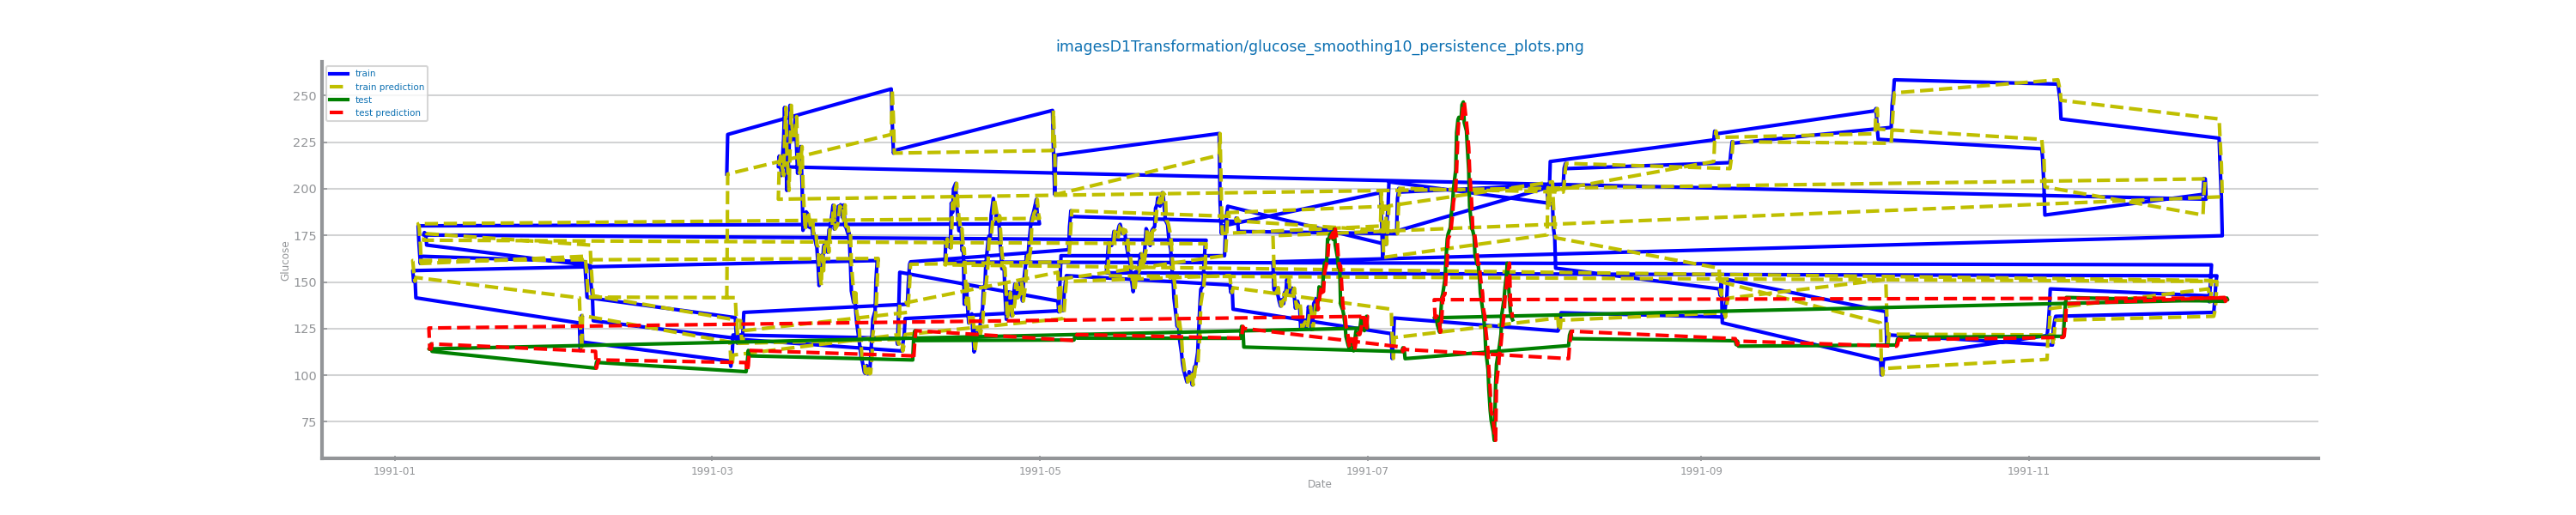 imagesD1Transformation/glucose_smoothing10_persistence_plots.png
train
train prediction
test
test prediction
Glucose
250
225
200
175
150
125
100
75
1991-01
1991-03
1991-05
1991-07
1991-09
1991-11
Date